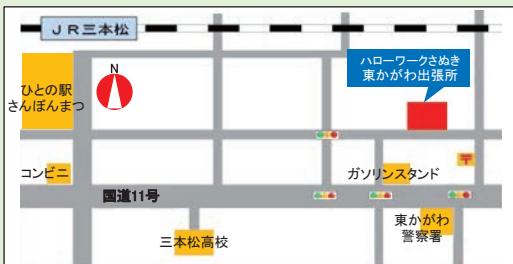 JR三本松
ハローワークさぬき
東かがわ出張所
N
ひとの駅
さんぼんまつ
〒
コンビニ
ガソリンスタンド
国道11号
東かがわ
警察署
三本松高校